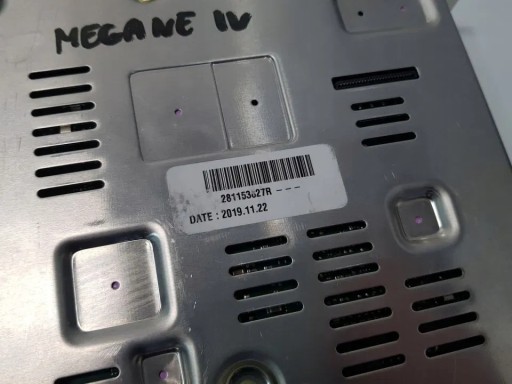 MEGANE IV
281153827R - - -
DATE : 2019.11.22